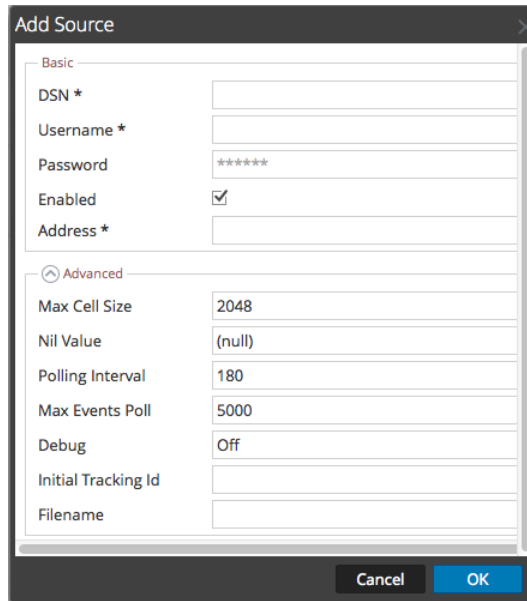 Add Source
Basic
DSN *
Username *
Password ******
Enabled
Address *
Advanced
Max Cell Size 2048
Nil Value (null)
Polling Interval 180
Max Events Poll 5000
Debug Off
Initial Tracking Id
Filename
Cancel OK